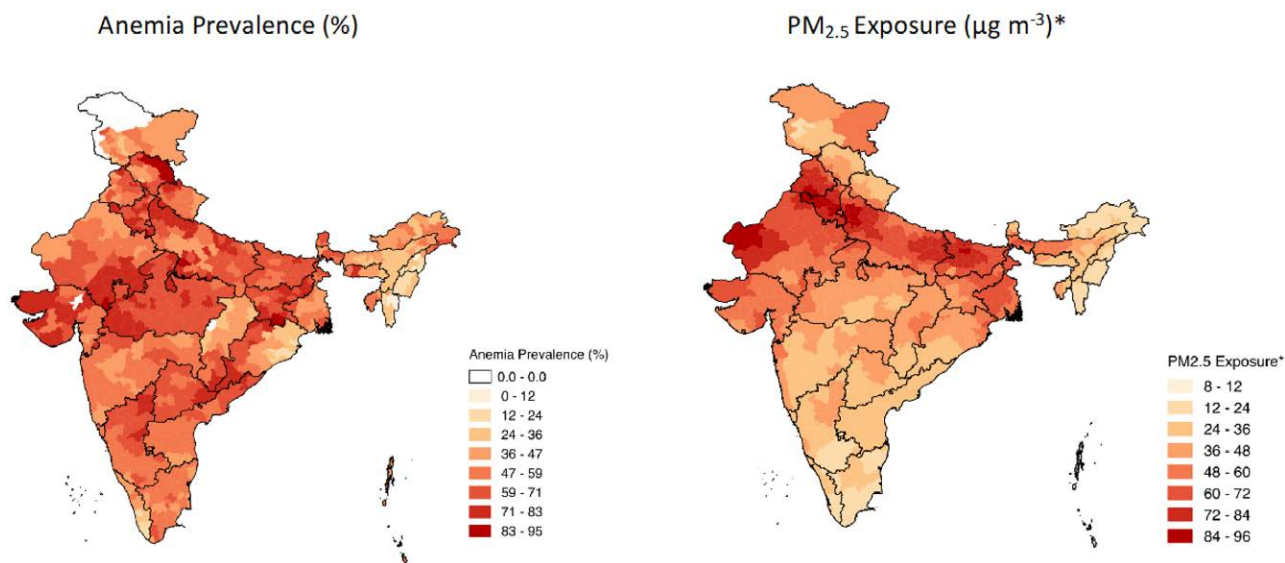 Anemia Prevalence (%)
PM2.5 Exposure (µg m-3)*
Anemia Prevalence (%)
0.0 - 0.0
0 - 12
12 - 24
24 - 36
36 - 47
47 - 59
59 - 71
71 - 83
83 - 95
PM2.5 Exposure*
8 - 12
12 - 24
24 - 36
36 - 48
48 - 60
60 - 72
72 - 84
84 - 96